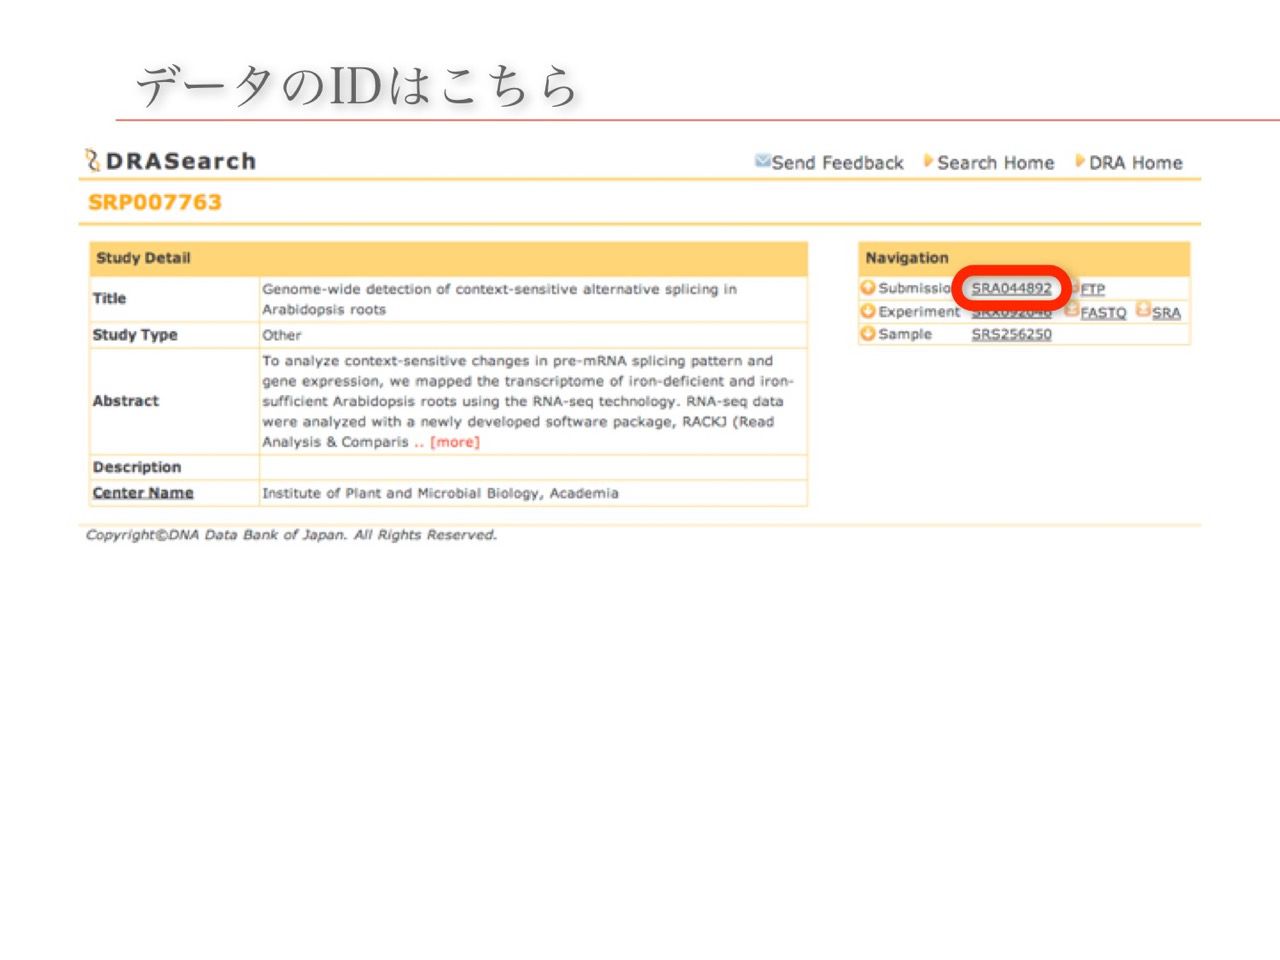 データのIDはこちら
DRASearch
Send Feedback Search Home DRA Home
SRP007763
Study Detail
Title
Genome-wide detection of context-sensitive alternative splicing in
Arabidopsis roots
Study Type Other
Abstract
To analyze context-sensitive changes in pre-mRNA splicing pattern and
gene expression, we mapped the transcriptome of iron-deficient and iron-
sufficient Arabidopsis roots using the RNA-seq technology. RNA-seq data
were analyzed with a newly developed software package, RACKJ (Read
Analysis & Comparis .. [more]
Description
Center Name Institute of Plant and Microbial Biology, Academia
Navigation
SRA044892 FTP
Experiment FASTQ SRA
Sample SRS256250
Copyright©DNA Data Bank of Japan. All Rights Reserved.